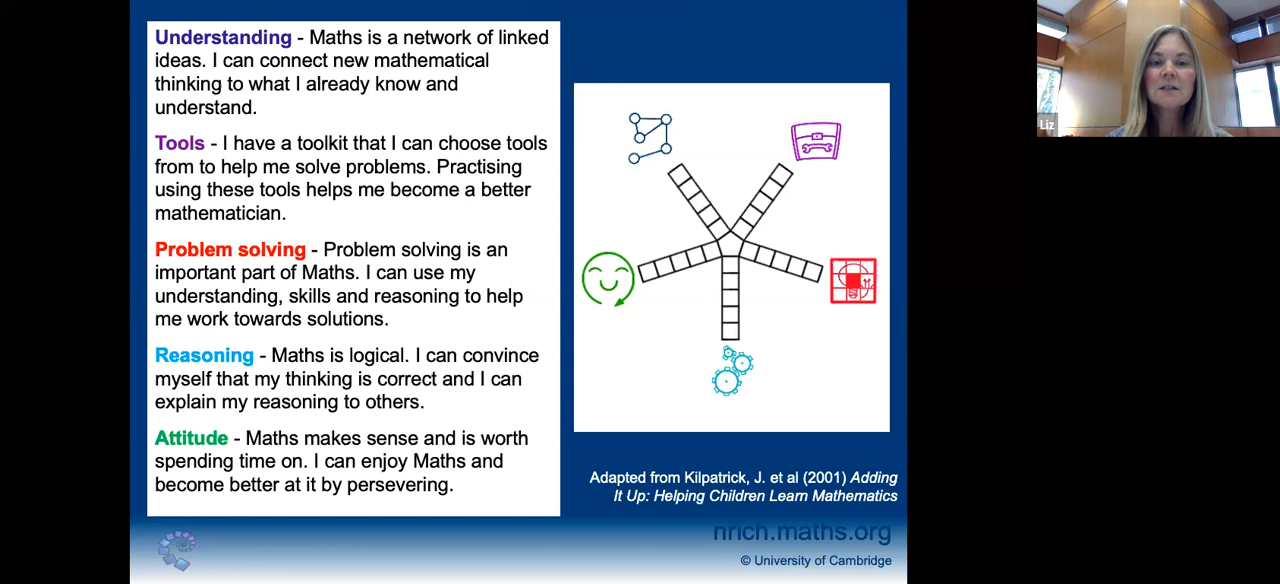 Understanding - Maths is a network of linked
ideas. I can connect new mathematical
thinking to what I already know and
understand.
Tools - I have a toolkit that I can choose tools
from to help me solve problems. Practising
using these tools helps me become a better
mathematician.
Problem solving - Problem solving is an
important part of Maths. I can use my
understanding, skills and reasoning to help
me work towards solutions.
Reasoning - Maths is logical. I can convince
myself that my thinking is correct and I can
explain my reasoning to others.
Attitude - Maths makes sense and is worth
spending time on. I can enjoy Maths and
become better at it by persevering.
Adapted from Kilpatrick, J. et al (2001) Adding
It Up: Helping Children Learn Mathematics
nrich.maths.org
© University of Cambridge
Liz